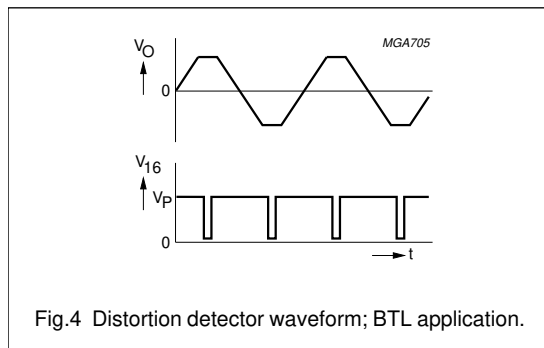 MGA705
VO
0
V16
VP
0
t
Fig.4 Distortion detector waveform; BTL application.